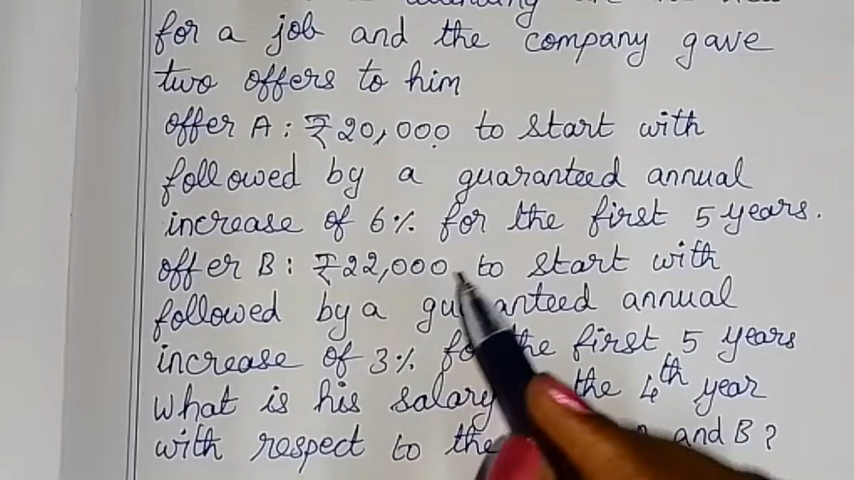 for a job and the company gave
two offers to him
offer A : ₹20,000 to start with
followed by a guaranteed annual
increase of 6% for the first 5 years.
offer B : ₹22,000 to start with
followed by a guaranteed annual
increase of 3% for the first 5 years
What is his salary the 4th year
with respect to the and B?